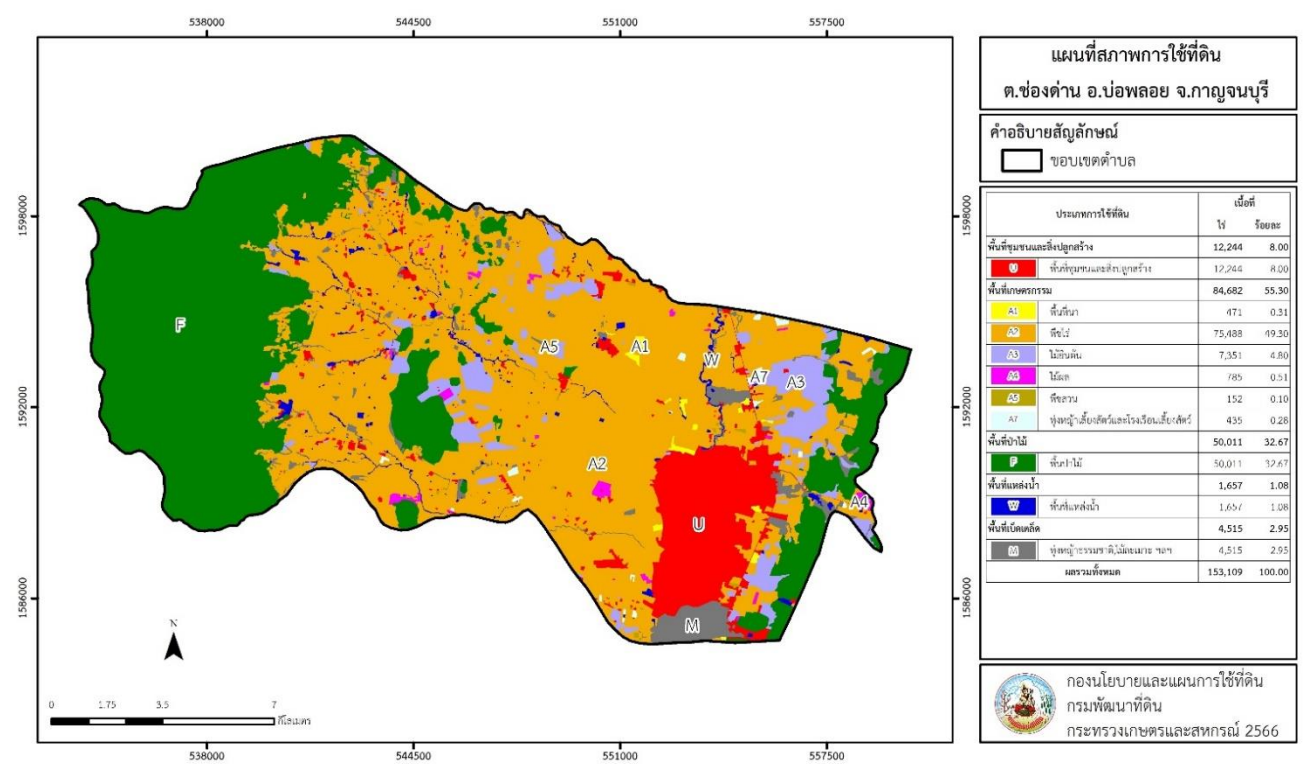 538000 544500 551000 557500
แผนที่สภาพการใช้ที่ดิน
ต.ช่องด่าน อ.บ่อพลอย จ.กาญจนบุรี
คำอธิบายสัญลักษณ์
ขอบเขตตำบล
ประเภทการใช้ที่ดิน เนื้อที่
ไร่ ร้อยละ
พื้นที่ชุมชนและสิ่งปลูกสร้าง 12,244 8.00
U พื้นที่ชุมชนและสิ่งปลูกสร้าง 12,244 8.00
พื้นที่เกษตรกรรม 84,682 55.30
A1 พื้นที่นา 471 0.31
A2 พืชไร่ 75,488 49.30
A3 ไม้ยืนต้น 7,351 4.80
A4 ไม้ผล 785 0.51
A5 พืชสวน 152 0.10
A7 ทุ่งหญ้าเลี้ยงสัตว์และโรงเรือนเลี้ยงสัตว์ 435 0.28
พื้นที่ป่าไม้ 50,011 32.67
F พื้นป่าไม้ 50,011 32.67
พื้นที่แหล่งน้ำ 1,657 1.08
W พื้นที่แหล่งน้ำ 1,657 1.08
พื้นที่เบ็ดเตล็ด 4,515 2.95
M ทุ่งหญ้าธรรมชาติ,ไม้ละเมาะ ฯลฯ 4,515 2.95
ผลรวมทั้งหมด 153,109 100.00
กองนโยบายและแผนการใช้ที่ดิน
กรมพัฒนาที่ดิน
กระทรวงเกษตรและสหกรณ์ 2566
1598000 1598000
1592000 1592000
1586000 1586000
F
A5 A1 W A7 A3
A2 A4
U
M
N
0 1.75 3.5 7
กิโลเมตร
538000 544500 551000 557500